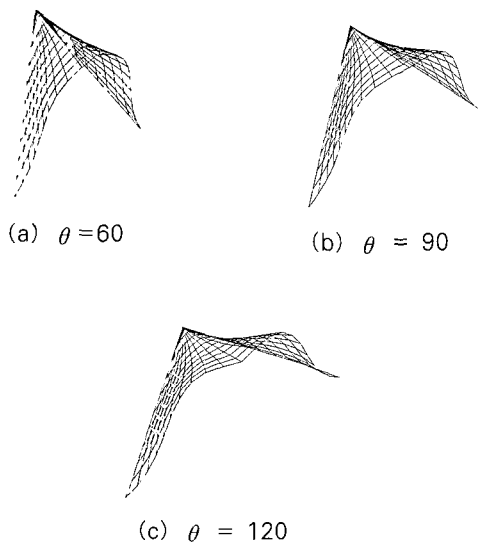 (a) θ =60
(b) θ = 90
(c) θ = 120